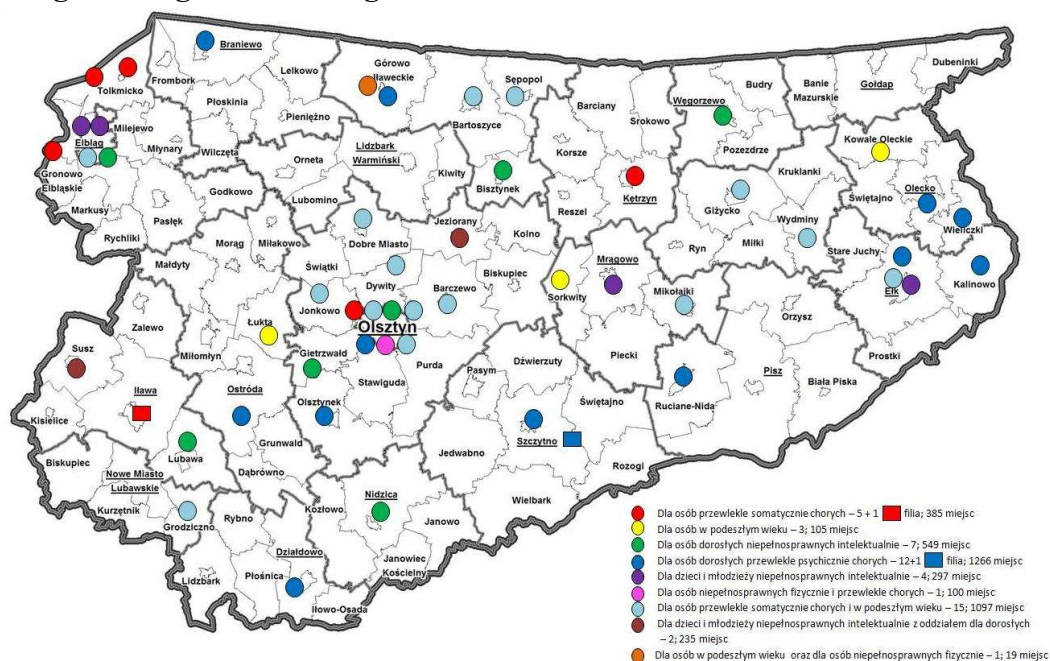 Braniewo
Frombork
Lelkowo
Tolkmicko
Płoskinia
Pieniężno
Górowo
Iławeckie
Sępopol
Bartoszyce
Barciany
Srokowo
Korsze
Węgorzewo
Budry
Banie
Mazurskie
Gołdap
Dubeninki
Pozezdrze
Kowale Oleckie
Milejewo
Elbląg
Młynary
Wilczęta
Orneta
Lidzbark
Warmiński
Kiwity
Bisztynek
Reszel
Kętrzyn
Kruklanki
Giżycko
Świętajno
Olecko
Wieliczki
Gronowo
Elbląskie
Markusy
Pasłęk
Rychliki
Godkowo
Lubomino
Dobre Miasto
Jeziorany
Kolno
Ryn
Miłki
Wydminy
Stare Juchy
Ełk
Kalinowo
Morąg
Miłakowo
Małdyty
Świątki
Dywity
Jonkowo
Barczewo
Biskupiec
Sorkwity
Mrągowo
Mikołajki
Orzysz
Prostki
Zalewo
Łukta
Miłomłyn
Olsztyn
Gietrzwałd
Purda
Stawiguda
Dźwierzuty
Pasym
Piecki
Pisz
Biała Piska
Susz
Iława
Kisielice
Ostróda
Olsztynek
Świętajno
Ruciane-Nida
Szczytno
Jedwabno
Rozogi
Lubawa
Grunwald
Dąbrówno
Biskupiec
Nowe Miasto
Lubawskie
Kurzętnik
Grodziczno
Rybno
Kozłowo
Nidzica
Janowo
Wielbark
Działdowo
Janowiec
Kościelny
Lidzbark
Płośnica
Iłowo-Osada
Dla osób przewlekle somatycznie chorych – 5 + 1 filia; 385 miejsc
Dla osób w podeszłym wieku - 3; 105 miejsc
Dla osób dorosłych niepełnosprawnych intelektualnie – 7; 549 miejsc
Dla osób dorosłych przewlekle psychicznie chorych – 12+1 filia; 1266 miejsc
Dla dzieci i młodzieży niepełnosprawnych intelektualnie – 4; 297 miejsc
Dla osób niepełnosprawnych fizycznie i przewlekle chorych – 1; 100 miejsc
Dla osób przewlekle somatycznie chorych i w podeszłym wieku – 15; 1097 miejsc
Dla dzieci i młodzieży niepełnosprawnych intelektualnie z oddziałem dla dorosłych
– 2; 235 miejsc
Dla osób w podeszłym wieku oraz dla osób niepełnosprawnych fizycznie – 1; 19 miejsc